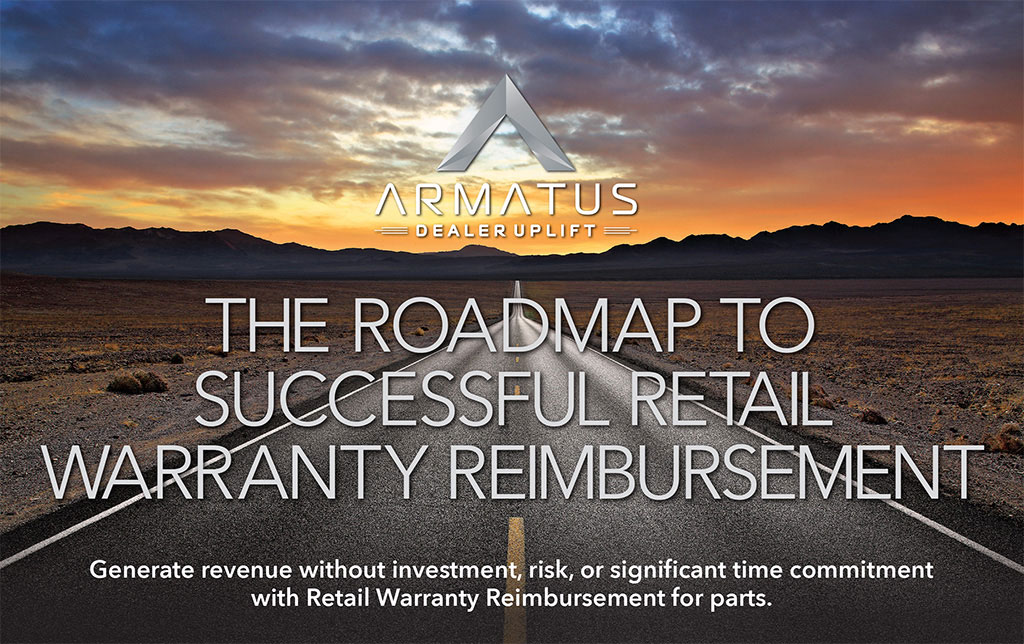 ARMATUS
DEALER UPLIFT
THE ROADMAP TO
SUCCESSFUL RETAIL
WARRANTY REIMBURSEMENT
Generate revenue without investment, risk, or significant time commitment
with Retail Warranty Reimbursement for parts.